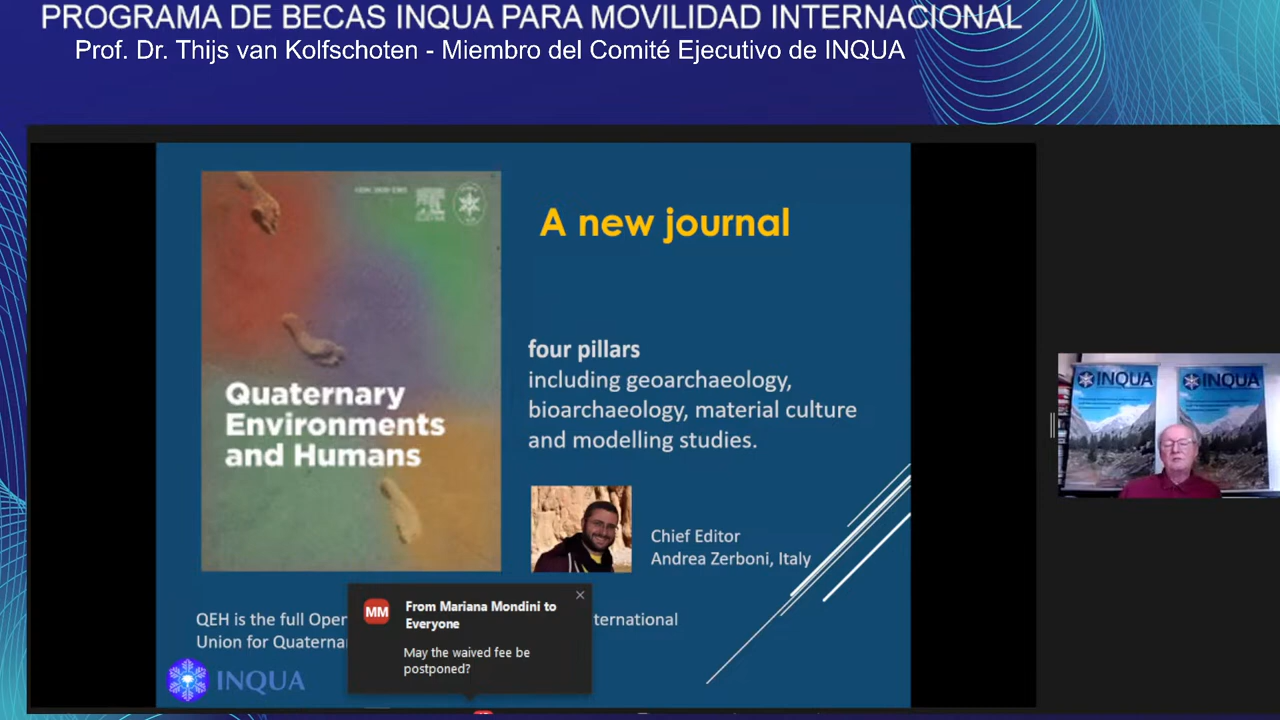 PROGRAMA DE BECAS INQUA PARA MOVILIDAD INTERNACIONAL
Prof. Dr. Thijs van Kolfschoten - Miembro del Comité Ejecutivo de INQUA
A new journal
Quaternary
Environments
and Humans
four pillars
including geoarchaeology,
bioarchaeology, material culture
and modelling studies.
Chief Editor
Andrea Zerboni, Italy
QEH is the full Open
ternational
Union for Quaterna
MM
From Mariana Mondini to
Everyone
May the waived fee be
postponed?
INQUA
INQUA
INQUA